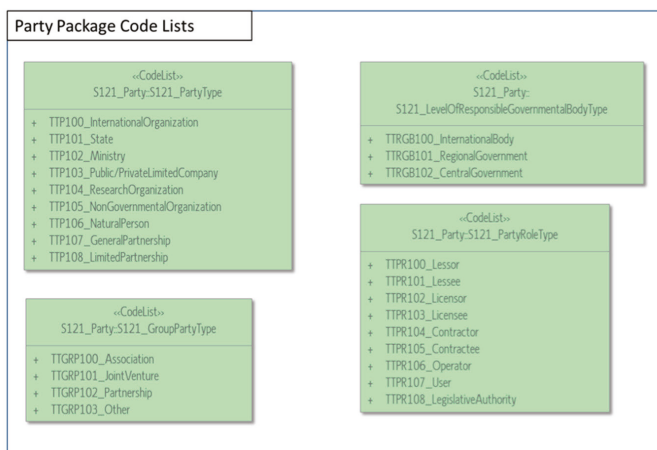 Party Package Code Lists
«CodeList»
S121_Party::S121_PartyType
+ TTP100_InternationalOrganization
+ TTP101_State
+ TTP102_Ministry
+ TTP103_Public/PrivateLimitedCompany
+ TTP104_ResearchOrganization
+ TTP105_NonGovernmentalOrganization
+ TTP106_NaturalPerson
+ TTP107_GeneralPartnership
+ TTP108_LimitedPartnership
«CodeList»
S121_Party::S121_GroupPartyType
+ TTGRP100_Association
+ TTGRP101_JointVenture
+ TTGRP102_Partnership
+ TTGRP103_Other
«CodeList»
S121_Party::
S121_LevelOfResponsibleGovernmentalBodyType
+ TTRGB100_InternationalBody
+ TTRGB101_RegionalGovernment
+ TTRGB102_CentralGovernment
«CodeList»
S121_Party::S121_PartyRoleType
+ TTPR100_Lessor
+ TTPR101_Lessee
+ TTPR102_Licensor
+ TTPR103_Licensee
+ TTPR104_Contractor
+ TTPR105_Contractee
+ TTPR106_Operator
+ TTPR107_User
+ TTPR108_LegislativeAuthority